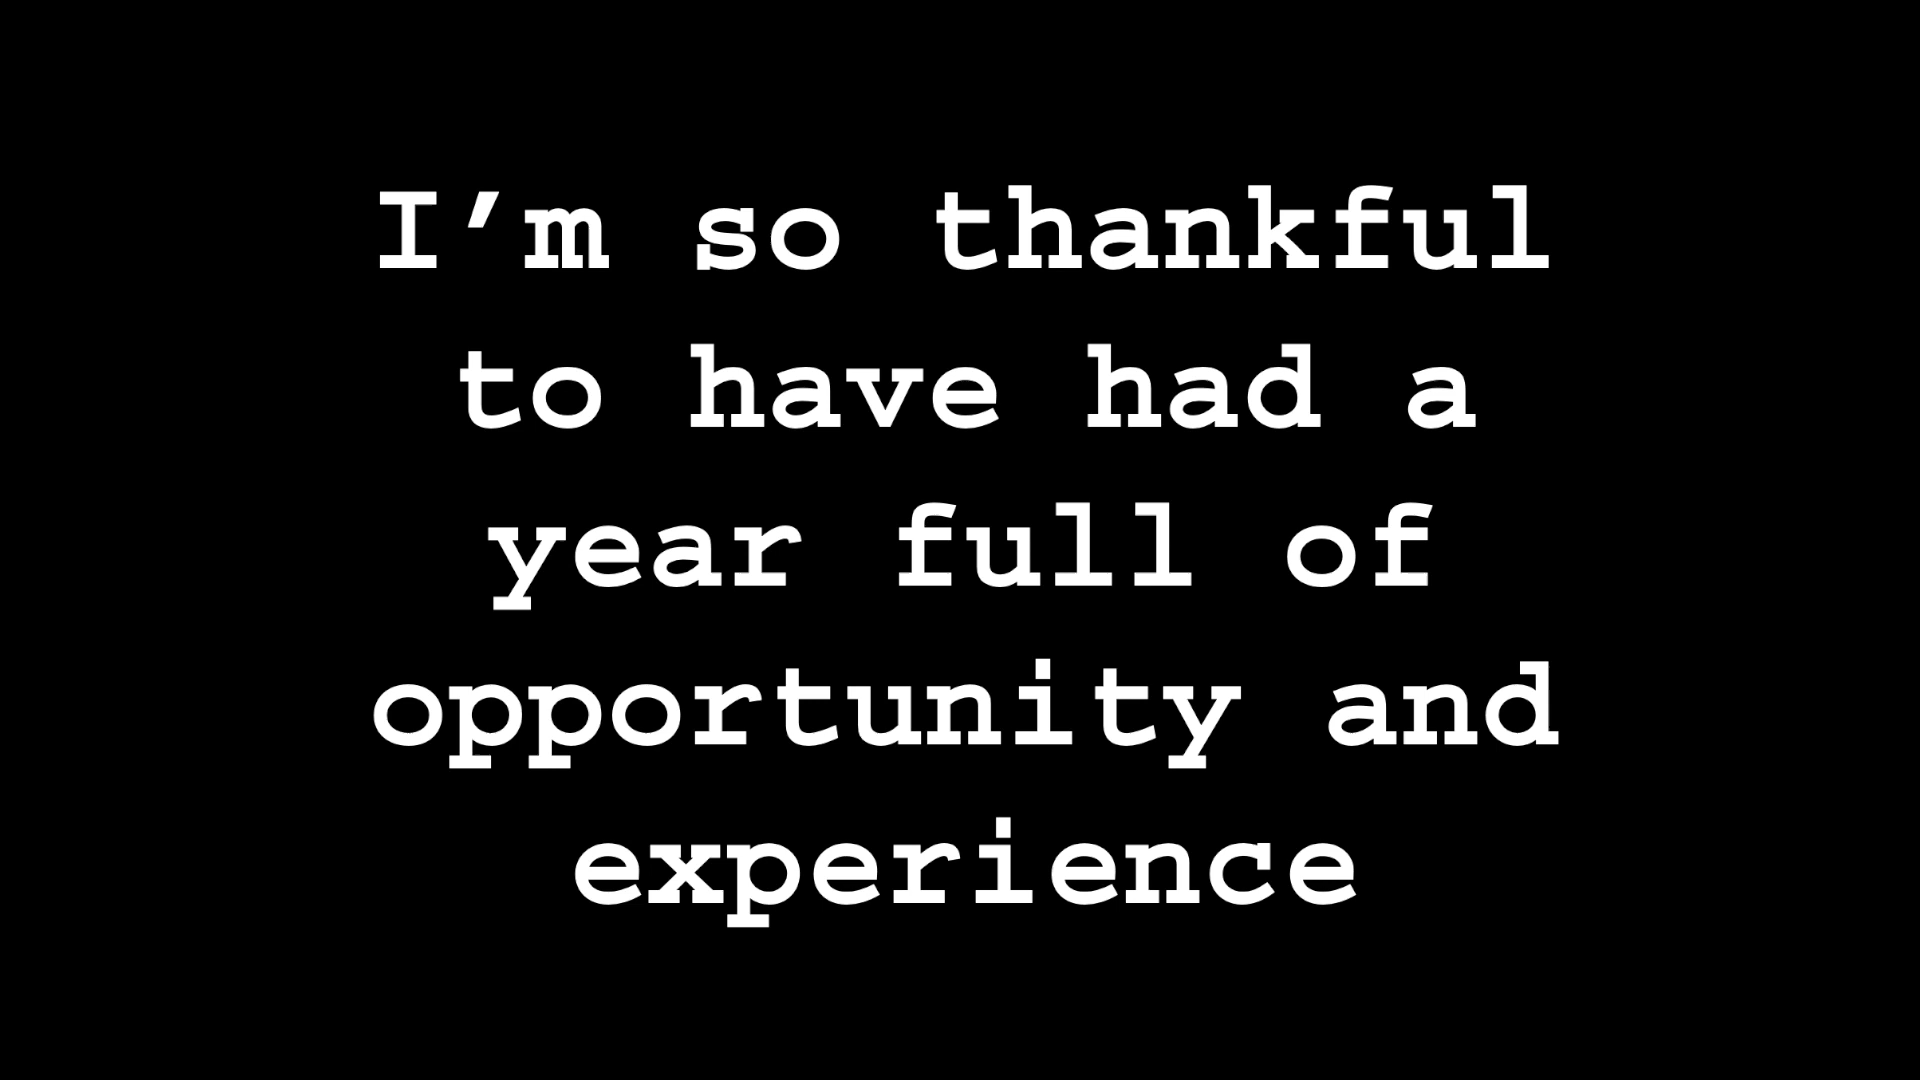 I’m so thankful
to have had a
year full of
opportunity and
experience